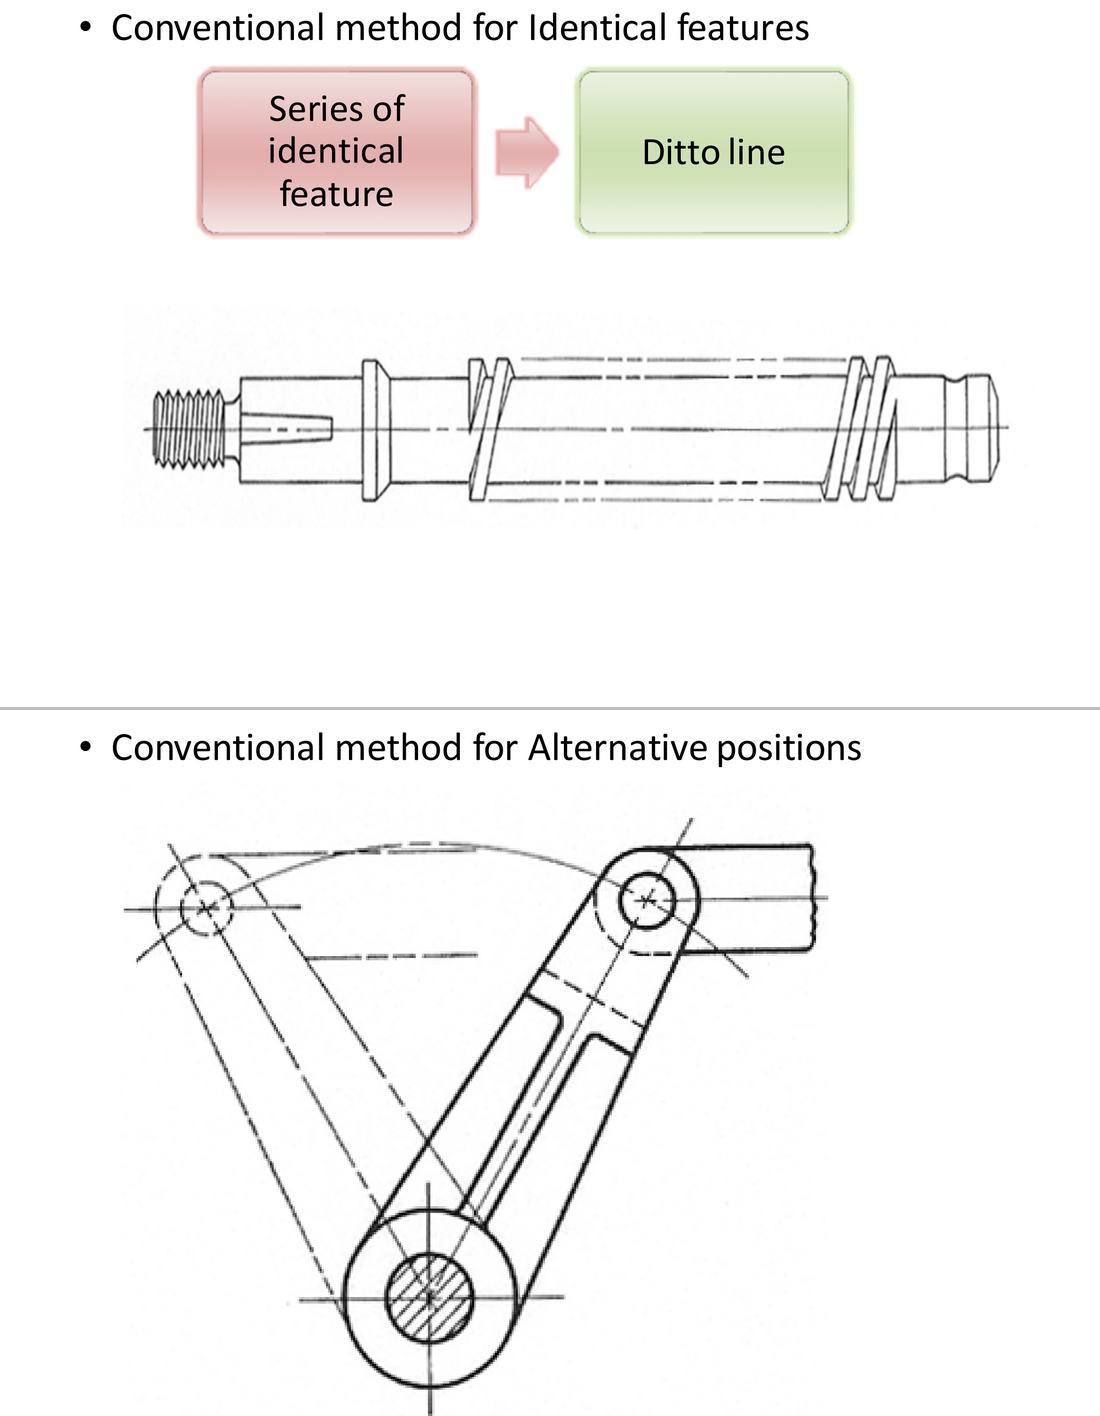 • Conventional method for Identical features
Series of
identical
feature
Ditto line
• Conventional method for Alternative positions